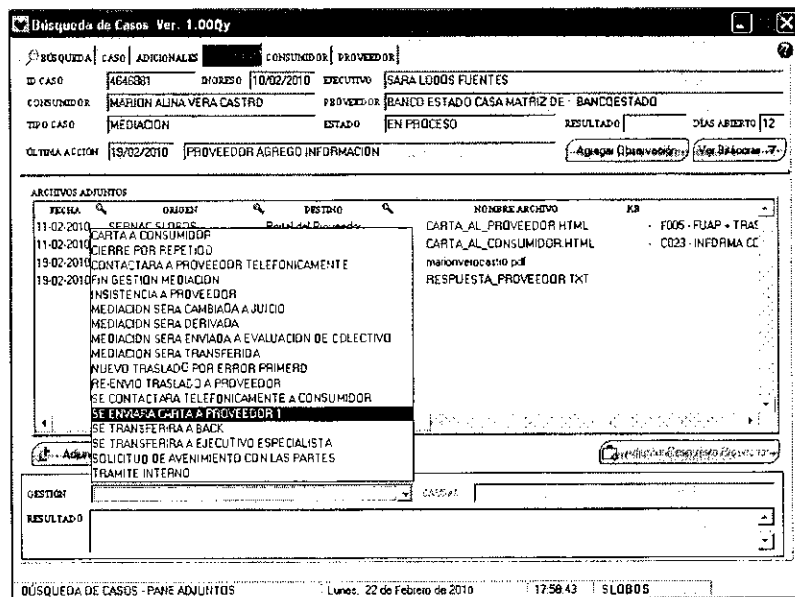 Búsqueda de Casos Ver. 1.00Qy
BÚSQUEDA CASO ADICIONALES CONSUMIDOR PROVEEDOR
ID CASO 4646381 INGRESO 10/02/2010 EJECUTIVO SARA LOBOS FUENTES
CONSUMIDOR MARION ALINA VERA CASTRO PROVEEDOR BANCO ESTADO CASA MATRIZ DE - BANCOESTADO
TIPO CASO MEDIACION ESTADO EN PROCESO RESULTADO DÍAS ABIERTO 12
ÚLTIMA ACCIÓN 19/02/2010 PROVEEDOR AGREGO INFORMACION Agregar Observación Ver Bitácoras
ARCHIVOS ADJUNTOS
FECHA ORIGEN DESTINO NOMBRE ARCHIVO KB
11-02-2010 SERNAC SLOBOS Portal del Proveedor CARTA_AL_PROVEEDOR.HTML - F005 - FUAP + TRAS
11-02-2010 CARTA_AL_CONSUMIDOR.HTML - C023 - INFORMA CC
19-02-2010 pdf
19-02-2010 RESPUESTA_PROVEEDOR.TXT
CARTA A CONSUMIDOR
CIERRE POR REPETIDO
CONTACTARA A PROVEEDOR TELEFONICAMENTE
FIN GESTION MEDIACION
INSISTENCIA A PROVEEDOR
MEDIACION SERA CAMBIADA A JUICIO
MEDIACION SERA DERIVADA
MEDIACION SERA ENVIADA A EVALUACION DE COLECTIVO
MEDIACION SERA TRANSFERIDA
NUEVO TRASLADO POR ERROR PRIMERO
RE-ENVIO TRASLADO A PROVEEDOR
SE CONTACTARA TELEFONICAMENTE A CONSUMIDOR
SE ENVIARA CARTA A PROVEEDOR 1
SE TRANSFERIRA A BACK
SE TRANSFERIRA A EJECUTIVO ESPECIALISTA
SOLICITUD DE AVENIMIENTO CON LAS PARTES
TRAMITE INTERNO
GESTIÓN
RESULTADO
BÚSQUEDA DE CASOS - PANE ADJUNTOS Lunes, 22 de Febrero de 2010 17:58:43 SLOBOS